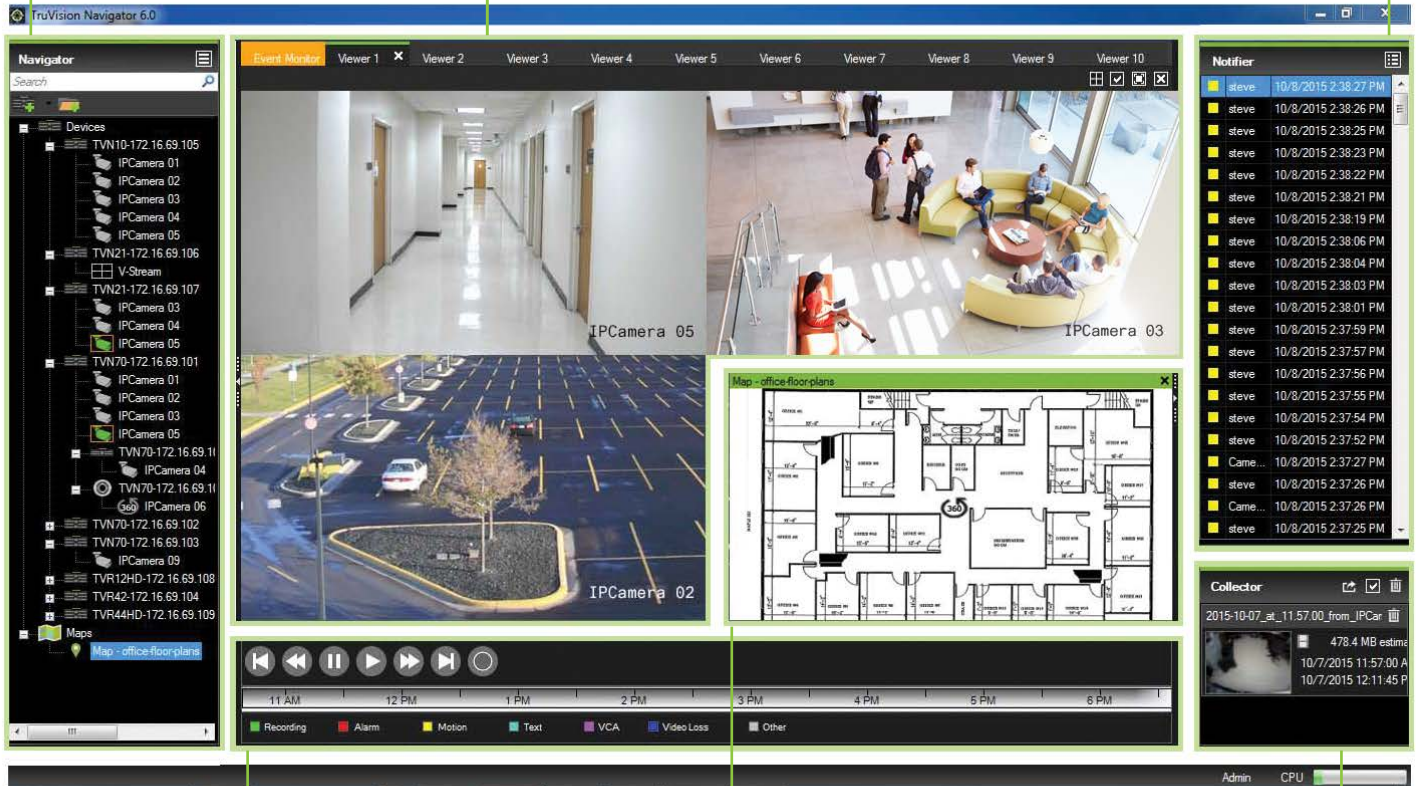 TruVision Navigator 6.0
Navigator
Search
Devices
TVN10-172.16.69.105
IPCamera 01
IPCamera 02
IPCamera 03
IPCamera 04
IPCamera 05
TVN21-172.16.69.106
V-Stream
TVN21-172.16.69.107
IPCamera 03
IPCamera 04
IPCamera 05
TVN70-172.16.69.101
IPCamera 01
IPCamera 02
IPCamera 03
IPCamera 05
TVN70-172.16.69.1
IPCamera 04
TVN70-172.16.69.1
360 IPCamera 06
TVN70-172.16.69.102
TVN70-172.16.69.103
IPCamera 09
TVR12HD-172.16.69.108
TVR42-172.16.69.104
TVR44HD-172.16.69.109
Maps
Map - office-floor-plans
Event Monitor Viewer 1 Viewer 2 Viewer 3 Viewer 4 Viewer 5 Viewer 6 Viewer 7 Viewer 8 Viewer 9 Viewer 10
IPCamera 05
IPCamera 03
IPCamera 02
Map - office-floor-plans
360
11 AM 12 PM 1 PM 2 PM 3 PM 4 PM 5 PM 6 PM
Recording Alarm Motion Text VCA Video Loss Other
Notifier
steve 10/8/2015 2:38:27 PM
steve 10/8/2015 2:38:26 PM
steve 10/8/2015 2:38:25 PM
steve 10/8/2015 2:38:23 PM
steve 10/8/2015 2:38:22 PM
steve 10/8/2015 2:38:21 PM
steve 10/8/2015 2:38:19 PM
steve 10/8/2015 2:38:06 PM
steve 10/8/2015 2:38:04 PM
steve 10/8/2015 2:38:03 PM
steve 10/8/2015 2:38:01 PM
steve 10/8/2015 2:37:59 PM
steve 10/8/2015 2:37:57 PM
steve 10/8/2015 2:37:56 PM
steve 10/8/2015 2:37:55 PM
steve 10/8/2015 2:37:54 PM
steve 10/8/2015 2:37:52 PM
Came... 10/8/2015 2:37:27 PM
steve 10/8/2015 2:37:26 PM
Came... 10/8/2015 2:37:26 PM
steve 10/8/2015 2:37:25 PM
Collector
2015-10-07_at_11.57.00_from_IPCar
478.4 MB estima
10/7/2015 11:57:00 A
10/7/2015 12:11:45 P
Admin CPU